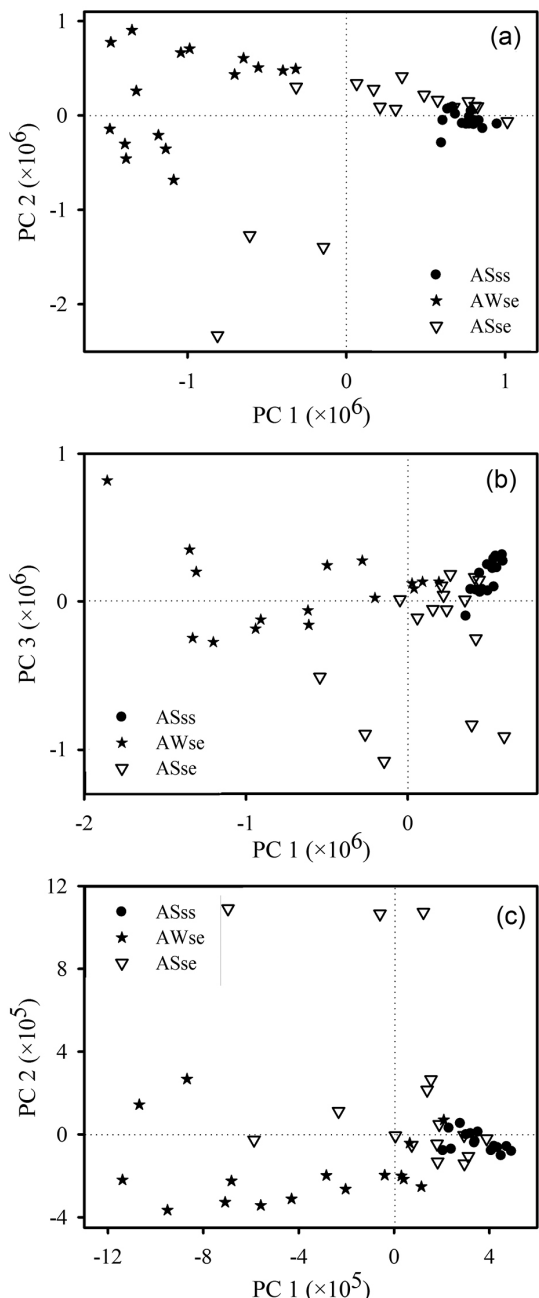 (a)
1
0
-1
-2
PC 2 (×10⁶)
ASss
AWse
ASse
-1 0 1
PC 1 (×10⁶)
(b)
1
0
-1
PC 3 (×10⁶)
ASss
AWse
ASse
-2 -1 0
PC 1 (×10⁶)
(c)
12
8
4
0
-4
PC 2 (×10⁵)
ASss
AWse
ASse
-12 -8 -4 0 4
PC 1 (×10⁵)